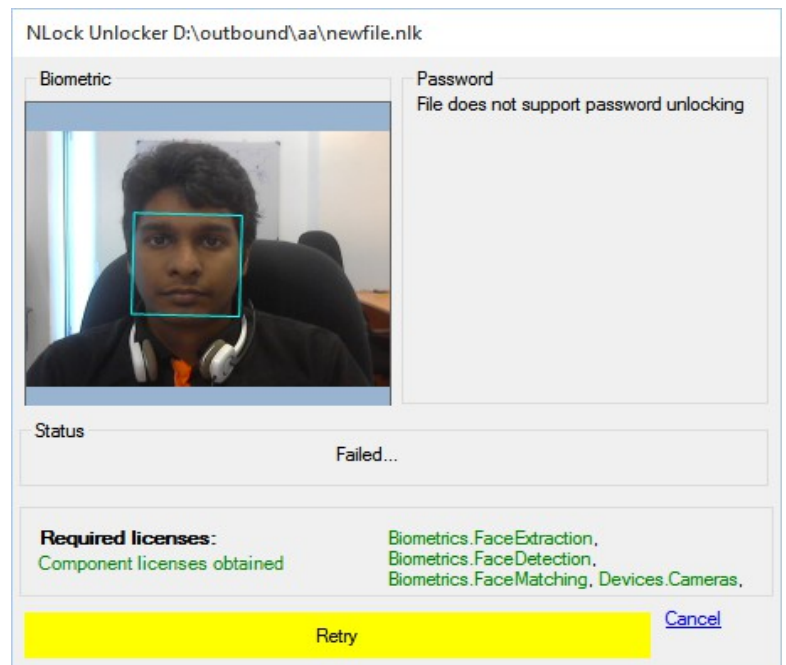 NLock Unlocker D:\outbound\aa\newfile.nlk
Biometric
Password
File does not support password unlocking
Status
Failed...
Required licenses:
Component licenses obtained
Biometrics.FaceExtraction,
Biometrics.FaceDetection,
Biometrics.FaceMatching, Devices.Cameras,
Retry
Cancel